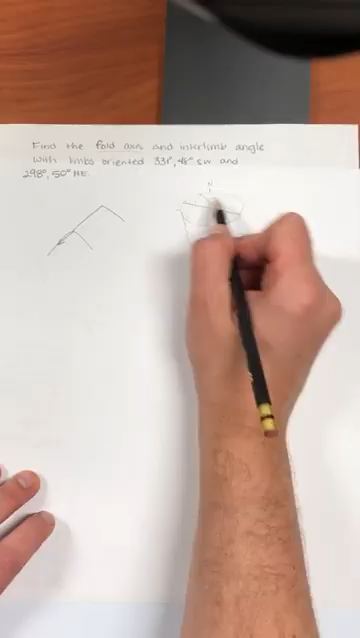 Find the fold axis and interlimb angle
with limbs oriented 331°, 48° SW and
298°, 50° NE.
N